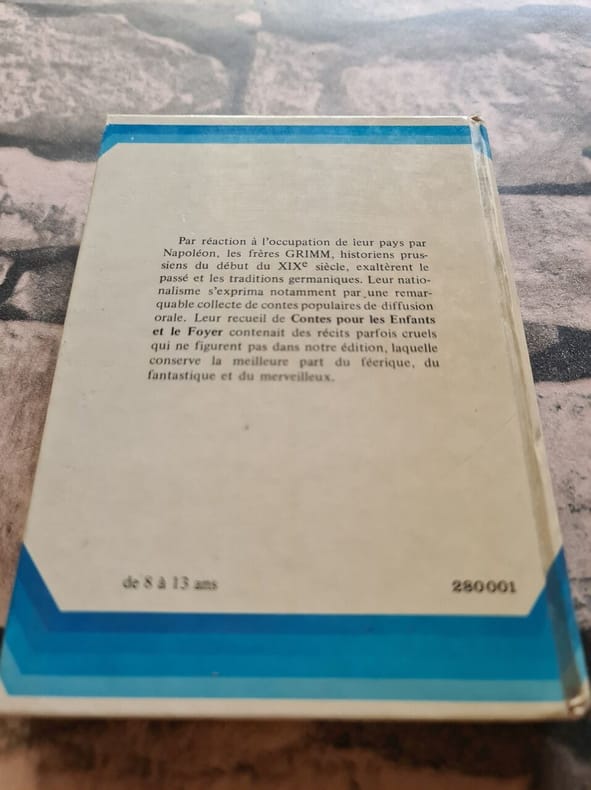 Par réaction à l'occupation de leur pays par
Napoléon, les frères GRIMM, historiens prus-
siens du début du XIXe siècle, exaltèrent le
passé et les traditions germaniques. Leur natio-
nalisme s'exprima notamment par une remar-
quable collecte de contes populaires de diffusion
orale. Leur recueil de Contes pour les Enfants
et le Foyer contenait des récits parfois cruels
qui ne figurent pas dans notre édition, laquelle
conserve la meilleure part du féerique, du
fantastique et du merveilleux.
de 8 à 13 ans
280001